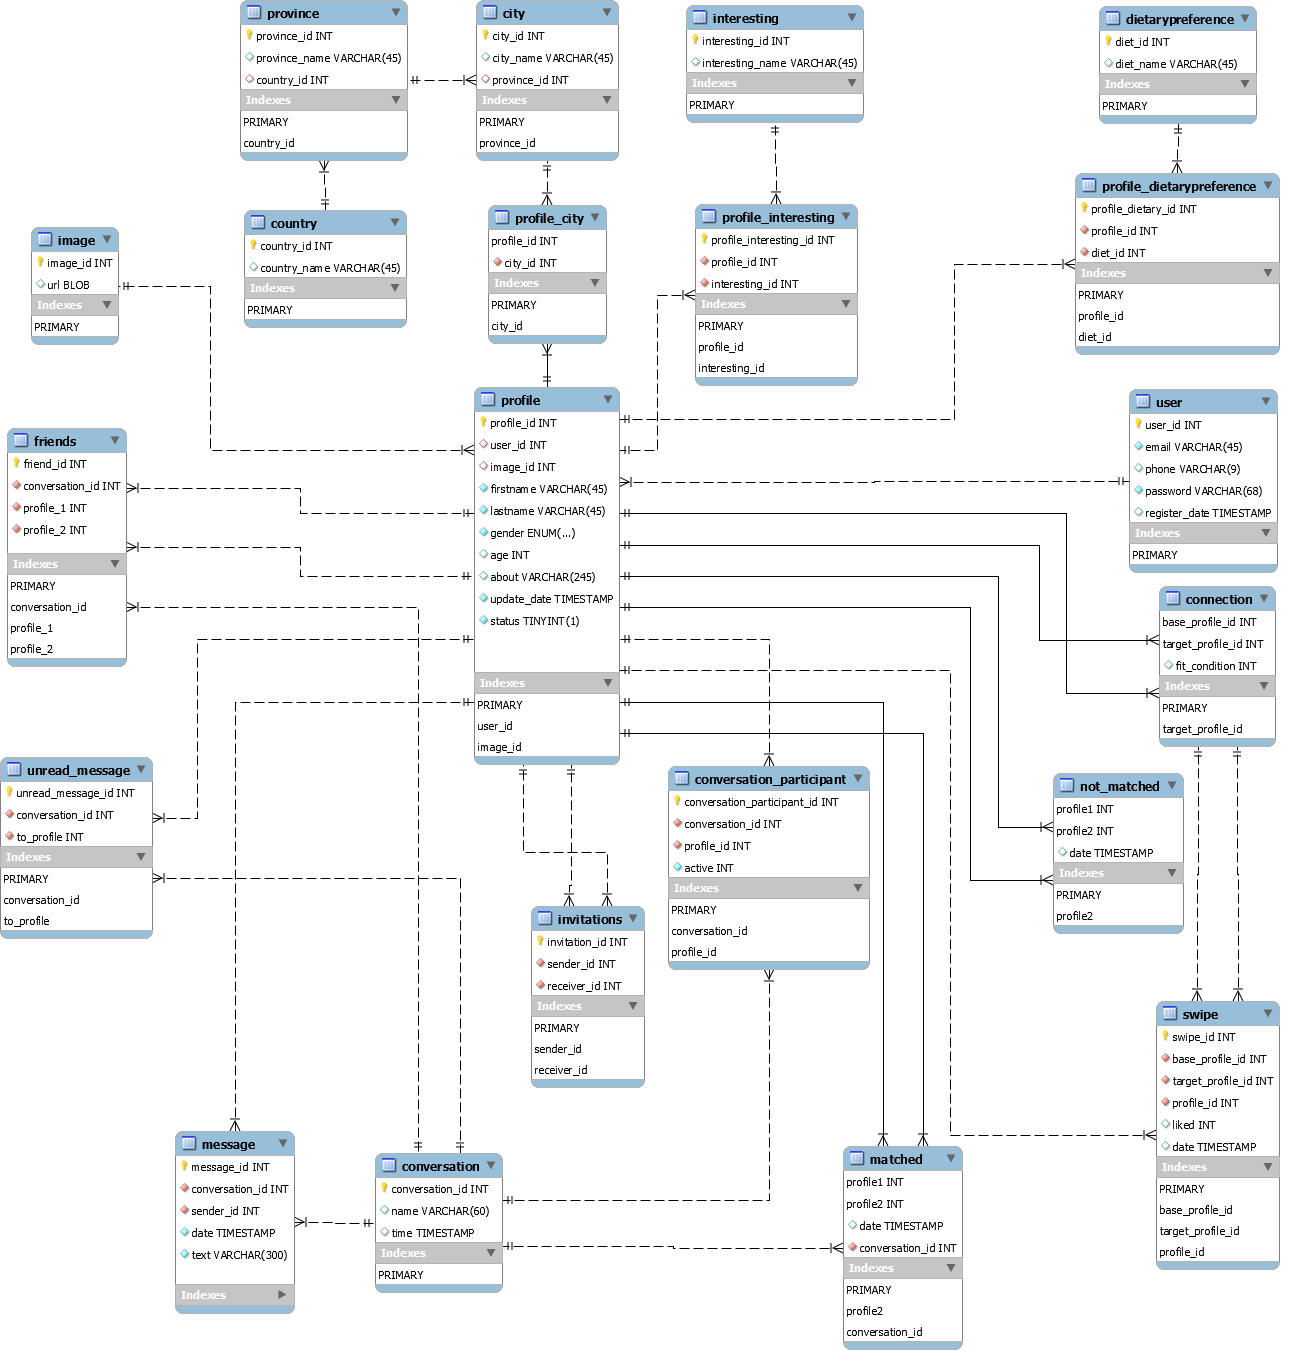 province
province_id INT
province_name VARCHAR(45)
country_id INT
Indexes
PRIMARY
country_id
city
city_id INT
city_name VARCHAR(45)
province_id INT
Indexes
PRIMARY
province_id
interesting
interesting_id INT
interesting_name VARCHAR(45)
Indexes
PRIMARY
dietarypreference
diet_id INT
diet_name VARCHAR(45)
Indexes
PRIMARY
image
image_id INT
url BLOB
Indexes
PRIMARY
country
country_id INT
country_name VARCHAR(45)
Indexes
PRIMARY
profile_city
profile_id INT
city_id INT
Indexes
PRIMARY
city_id
profile_interesting
profile_interesting_id INT
profile_id INT
interesting_id INT
Indexes
PRIMARY
profile_id
interesting_id
profile_dietarypreference
profile_dietary_id INT
profile_id INT
diet_id INT
Indexes
PRIMARY
profile_id
diet_id
friends
friend_id INT
conversation_id INT
profile_1 INT
profile_2 INT
Indexes
PRIMARY
conversation_id
profile_1
profile_2
profile
profile_id INT
user_id INT
image_id INT
firstname VARCHAR(45)
lastname VARCHAR(45)
gender ENUM(...)
age INT
about VARCHAR(245)
update_date TIMESTAMP
status TINYINT(1)
Indexes
PRIMARY
user_id
image_id
user
user_id INT
email VARCHAR(45)
phone VARCHAR(9)
password VARCHAR(68)
register_date TIMESTAMP
Indexes
PRIMARY
connection
base_profile_id INT
target_profile_id INT
fit_condition INT
Indexes
PRIMARY
target_profile_id
unread_message
unread_message_id INT
conversation_id INT
to_profile INT
Indexes
PRIMARY
conversation_id
to_profile
conversation_participant
conversation_participant_id INT
conversation_id INT
profile_id INT
active INT
Indexes
PRIMARY
conversation_id
profile_id
not_matched
profile1 INT
profile2 INT
date TIMESTAMP
Indexes
PRIMARY
profile2
invitations
invitation_id INT
sender_id INT
receiver_id INT
Indexes
PRIMARY
sender_id
receiver_id
swipe
swipe_id INT
base_profile_id INT
target_profile_id INT
profile_id INT
liked INT
date TIMESTAMP
Indexes
PRIMARY
base_profile_id
target_profile_id
profile_id
message
message_id INT
conversation_id INT
sender_id INT
date TIMESTAMP
text VARCHAR(300)
Indexes
conversation
conversation_id INT
name VARCHAR(60)
time TIMESTAMP
Indexes
PRIMARY
matched
profile1 INT
profile2 INT
date TIMESTAMP
conversation_id INT
Indexes
PRIMARY
profile2
conversation_id